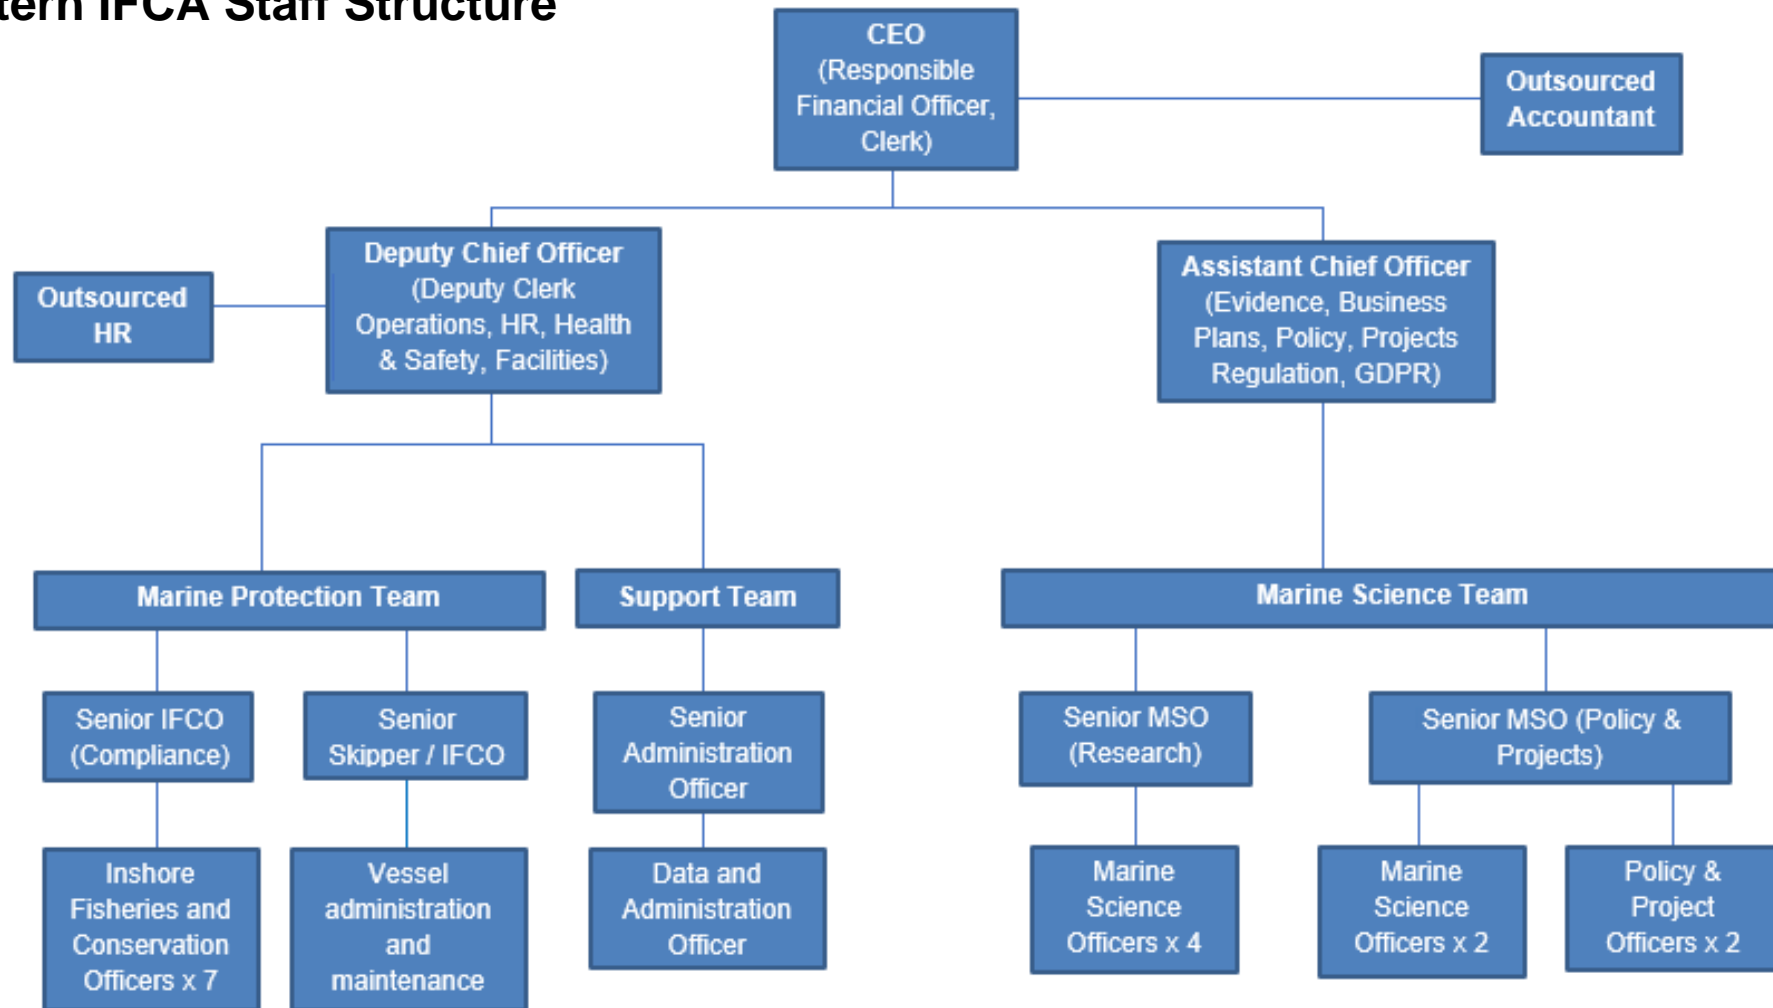 tern IFCA Staff Structure
CEO
(Responsible
Financial Officer,
Clerk)
Outsourced
Accountant
Deputy Chief Officer
(Deputy Clerk
Operations, HR, Health
& Safety, Facilities)
Outsourced
HR
Assistant Chief Officer
(Evidence, Business
Plans, Policy, Projects
Regulation, GDPR)
Marine Protection Team
Support Team
Marine Science Team
Senior IFCO
(Compliance)
Senior
Skipper / IFCO
Senior
Administration
Officer
Senior MSO
(Research)
Senior MSO (Policy &
Projects)
Inshore
Fisheries and
Conservation
Officers x 7
Vessel
administration
and
maintenance
Data and
Administration
Officer
Marine
Science
Officers x 4
Marine
Science
Officers x 2
Policy &
Project
Officers x 2